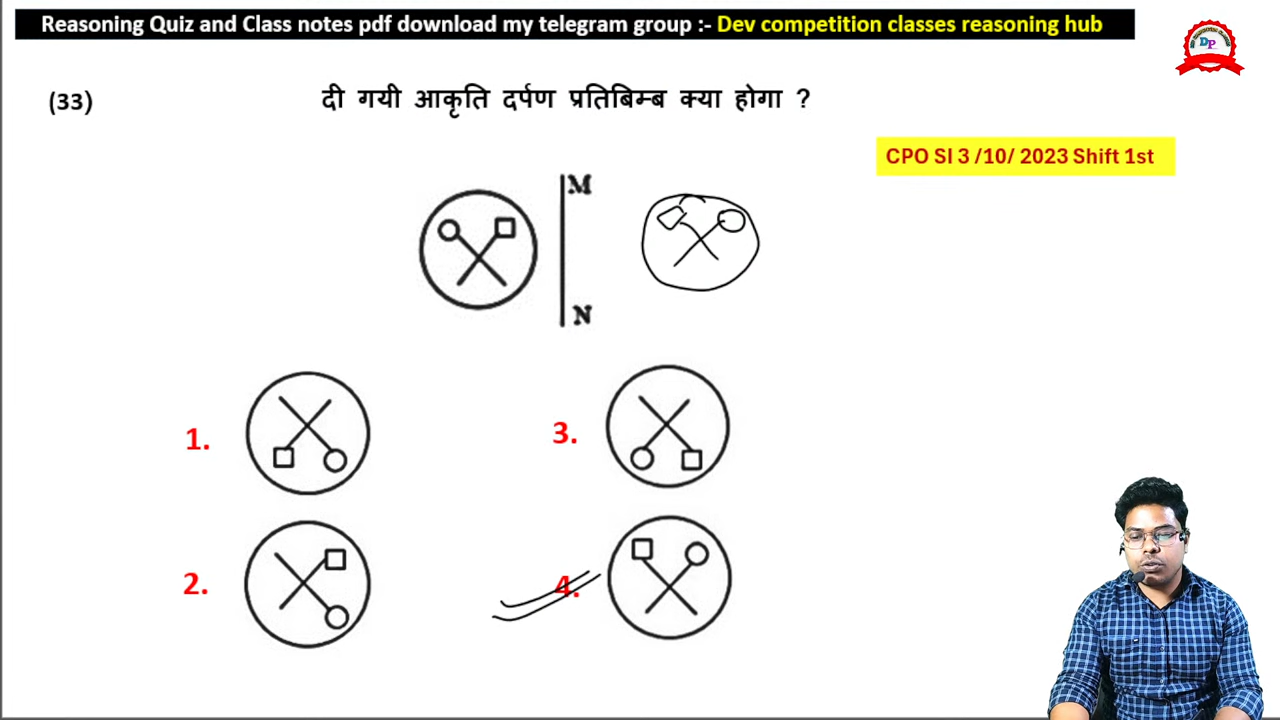 Reasoning Quiz and Class notes pdf download my telegram group :- Dev competition classes reasoning hub
DP
(33) दी गयी आकृति दर्पण प्रतिबिम्ब क्या होगा ?
CPO SI 3 /10/ 2023 Shift 1st
M
N
1.
3.
2.
4.